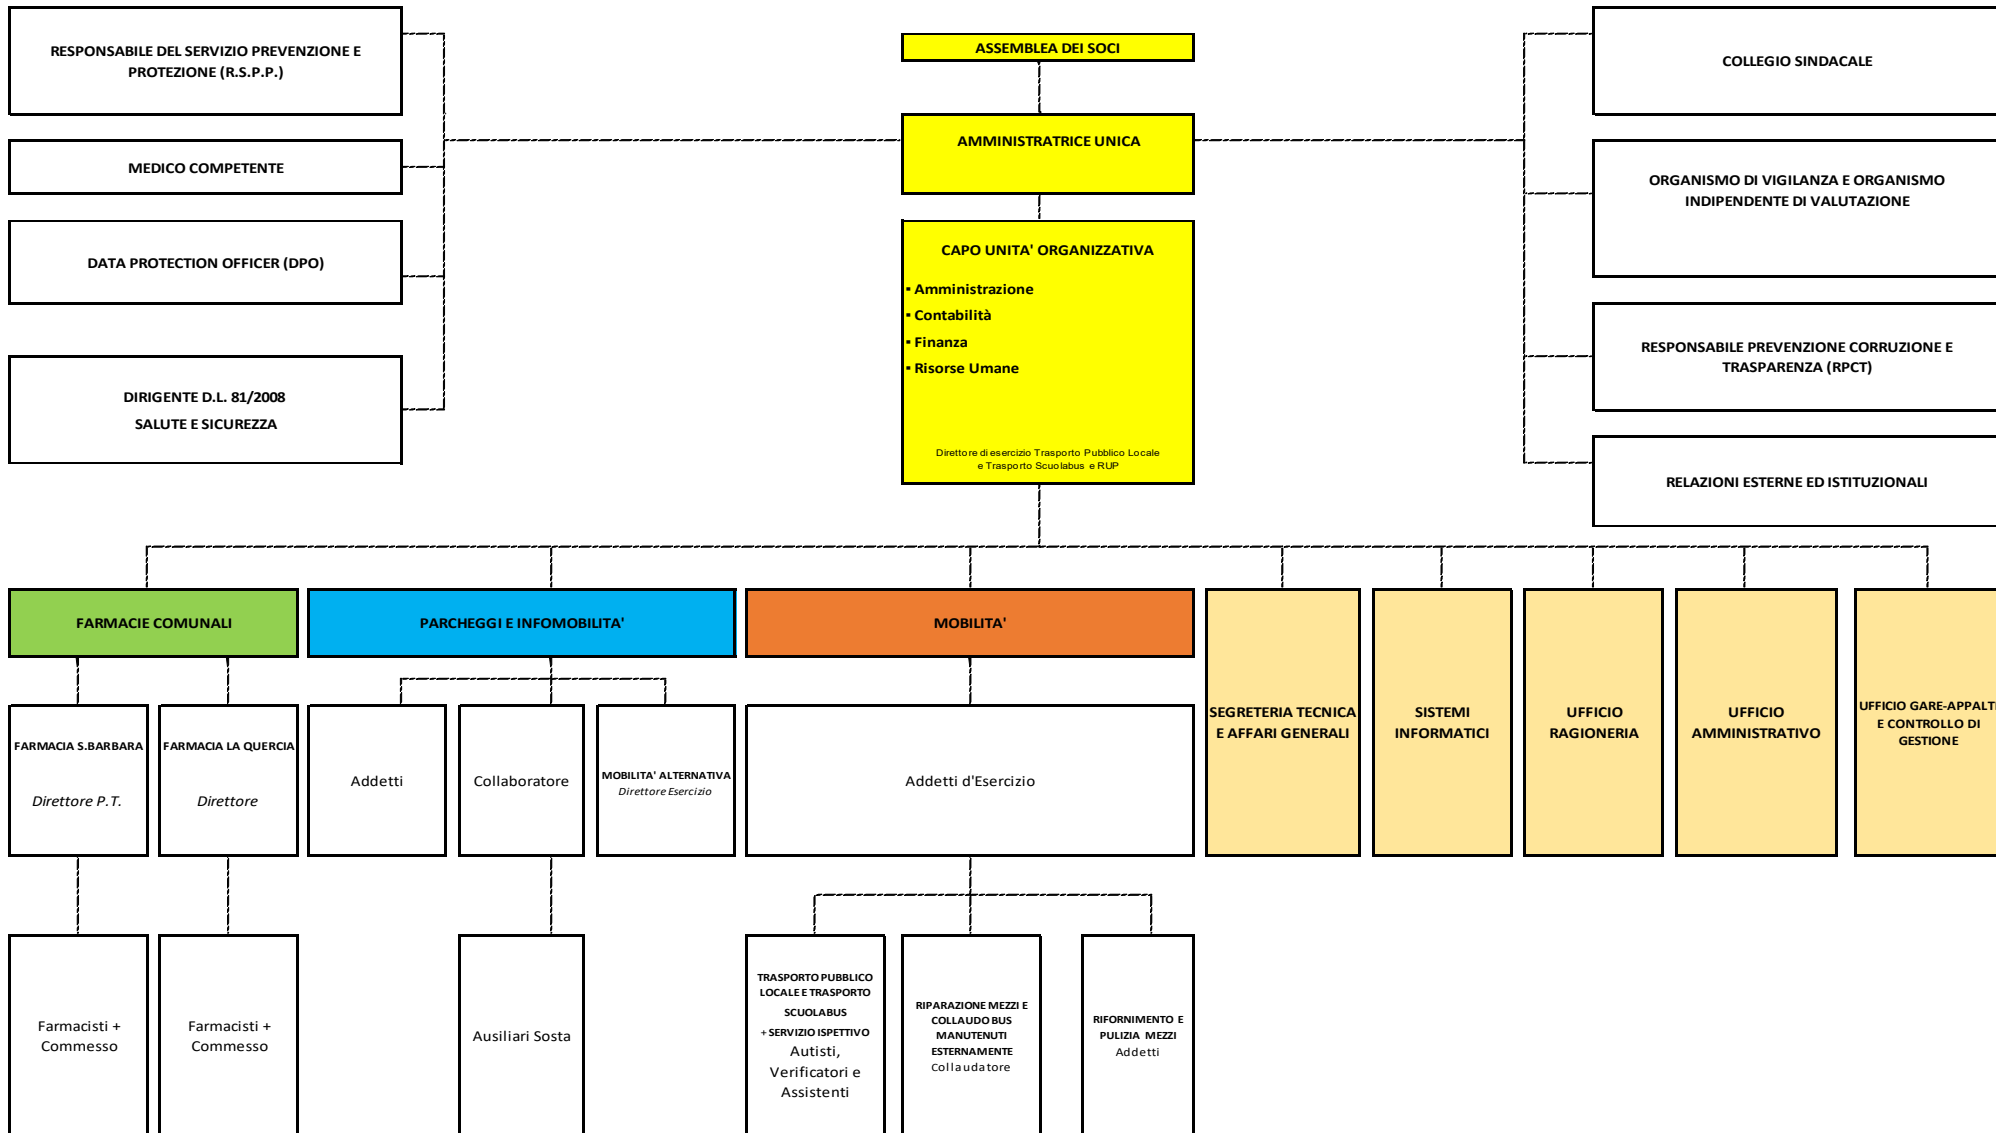 RESPONSABILE DEL SERVIZIO PREVENZIONE E
PROTEZIONE (R.S.P.P.)
MEDICO COMPETENTE
DATA PROTECTION OFFICER (DPO)
DIRIGENTE D.L. 81/2008
SALUTE E SICUREZZA
ASSEMBLEA DEI SOCI
AMMINISTRATRICE UNICA
CAPO UNITA' ORGANIZZATIVA
▪ Amministrazione
▪ Contabilità
▪ Finanza
▪ Risorse Umane
Direttore di esercizio Trasporto Pubblico Locale
e Trasporto Scuolabus e RUP
COLLEGIO SINDACALE
ORGANISMO DI VIGILANZA E ORGANISMO
INDIPENDENTE DI VALUTAZIONE
RESPONSABILE PREVENZIONE CORRUZIONE E
TRASPARENZA (RPCT)
RELAZIONI ESTERNE ED ISTITUZIONALI
FARMACIE COMUNALI
PARCHEGGI E INFOMOBILITA'
MOBILITA'
SEGRETERIA TECNICA
E AFFARI GENERALI
SISTEMI
INFORMATICI
UFFICIO
RAGIONERIA
UFFICIO
AMMINISTRATIVO
UFFICIO GARE-APPALTI
E CONTROLLO DI
GESTIONE
FARMACIA S.BARBARA
Direttore P.T.
FARMACIA LA QUERCIA
Direttore
Addetti
Collaboratore
MOBILITA' ALTERNATIVA
Direttore Esercizio
Addetti d'Esercizio
Farmacisti +
Commesso
Farmacisti +
Commesso
Ausiliari Sosta
TRASPORTO PUBBLICO
LOCALE E TRASPORTO
SCUOLABUS
+ SERVIZIO ISPETTIVO
Autisti,
Verificatori e
Assistenti
RIPARAZIONE MEZZI E
COLLAUDO BUS
MANUTENUTI
ESTERNAMENTE
Collaudatore
RIFORNIMENTO E
PULIZIA MEZZI
Addetti